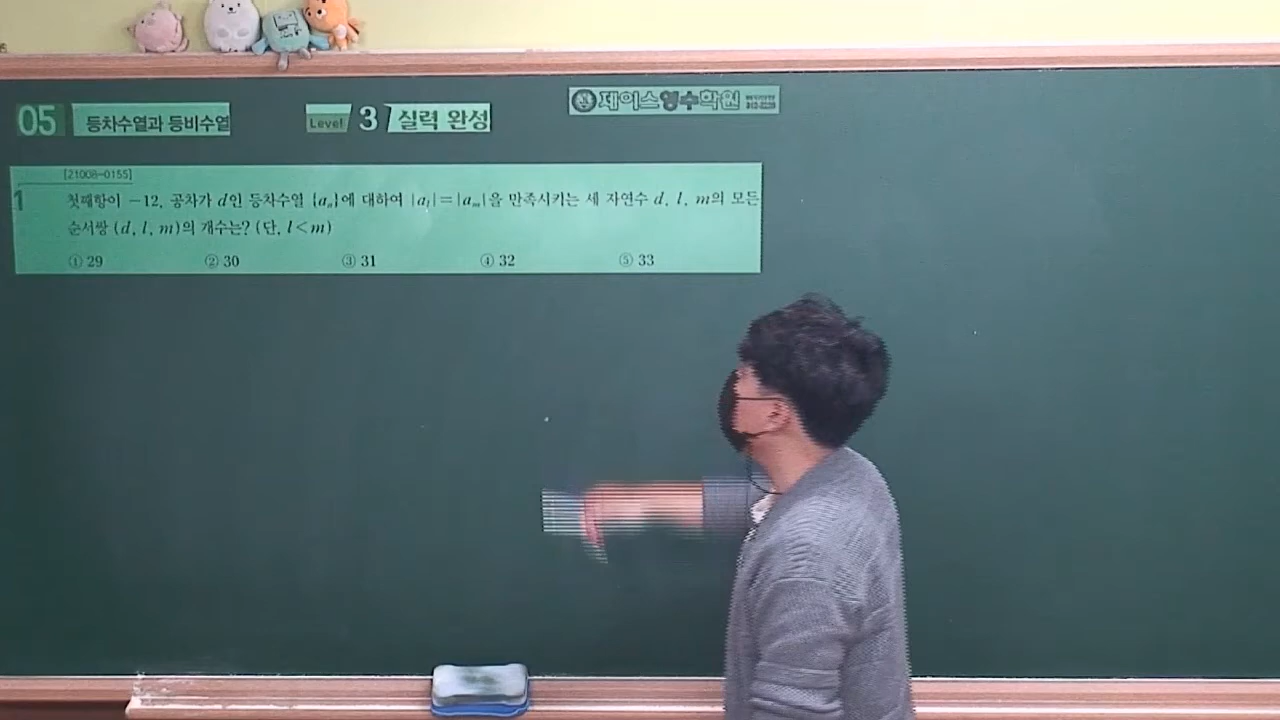 05 등차수열과 등비수열 Level 3 실력 완성 제이스영수학원
[21008-0155]
1 첫째항이 −12, 공차가 d인 등차수열 {aₙ}에 대하여 |aₗ|=|aₘ|을 만족시키는 세 자연수 d, l, m의 모든
순서쌍 (d, l, m)의 개수는? (단, l<m)
① 29 ② 30 ③ 31 ④ 32 ⑤ 33